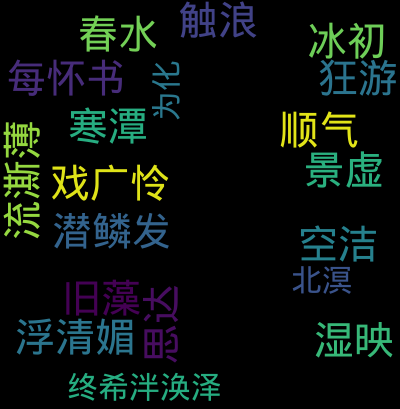 触浪
春水
冰初
每怀书
为化
狂游
寒潭
顺气
流澌薄
景虚
戏广怜
潜鳞发
空洁
北溟
旧藻
思达
浮清媚
湿映
终希泮涣泽